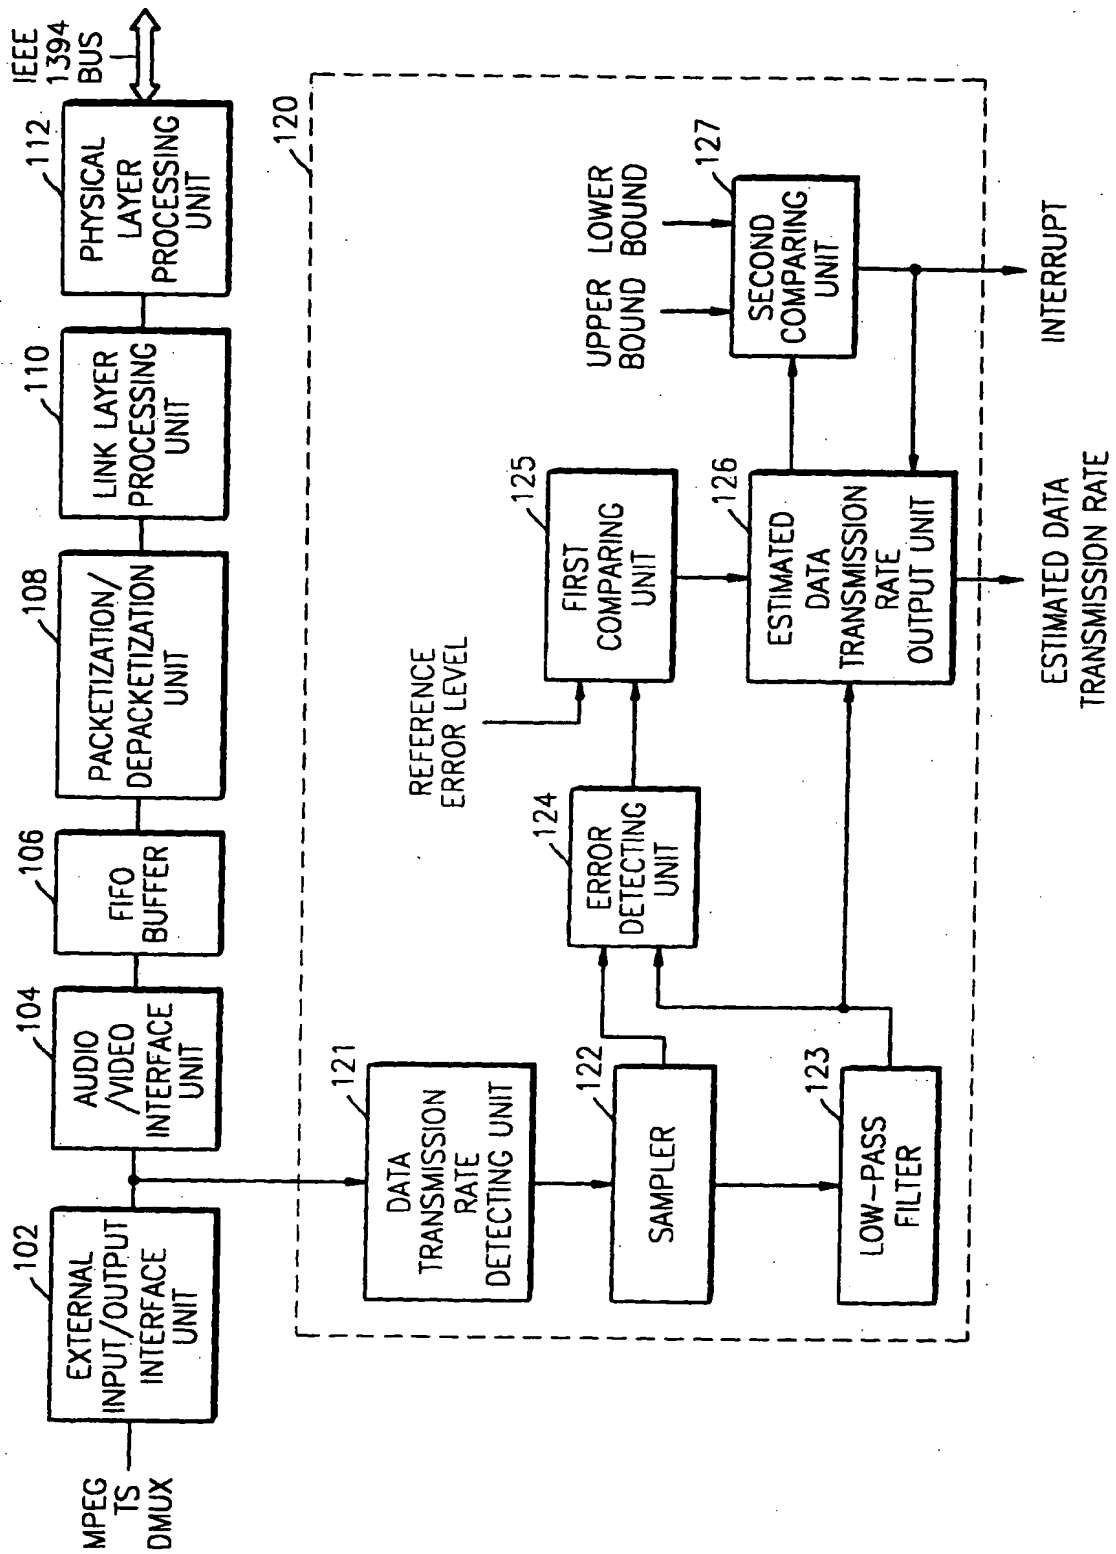 MPEG
TS
DMUX
102
EXTERNAL
INPUT/OUTPUT
INTERFACE
UNIT
104
AUDIO
/VIDEO
INTERFACE
UNIT
106
FIFO
BUFFER
108
PACKETIZATION/
DEPACKETIZATION
UNIT
110
LINK LAYER
PROCESSING
UNIT
112
PHYSICAL
LAYER
PROCESSING
UNIT
IEEE
1394
BUS
120
121
DATA
TRANSMISSION
RATE
DETECTING UNIT
122
SAMPLER
123
LOW-PASS
FILTER
124
ERROR
DETECTING
UNIT
REFERENCE
ERROR LEVEL
125
FIRST
COMPARING
UNIT
126
ESTIMATED
DATA
TRANSMISSION
RATE
OUTPUT UNIT
UPPER
BOUND
LOWER
BOUND
127
SECOND
COMPARING
UNIT
ESTIMATED DATA
TRANSMISSION RATE
INTERRUPT